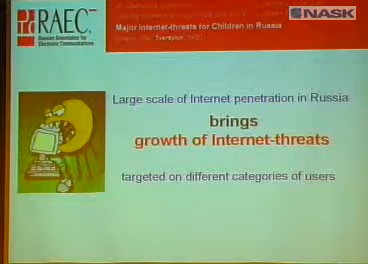 RAEC
Russian Association for
Electronic Communications
NASK
Major Internet-threats for Children in Russia
Large scale of Internet penetration in Russia
brings
growth of Internet-threats
targeted on different categories of users